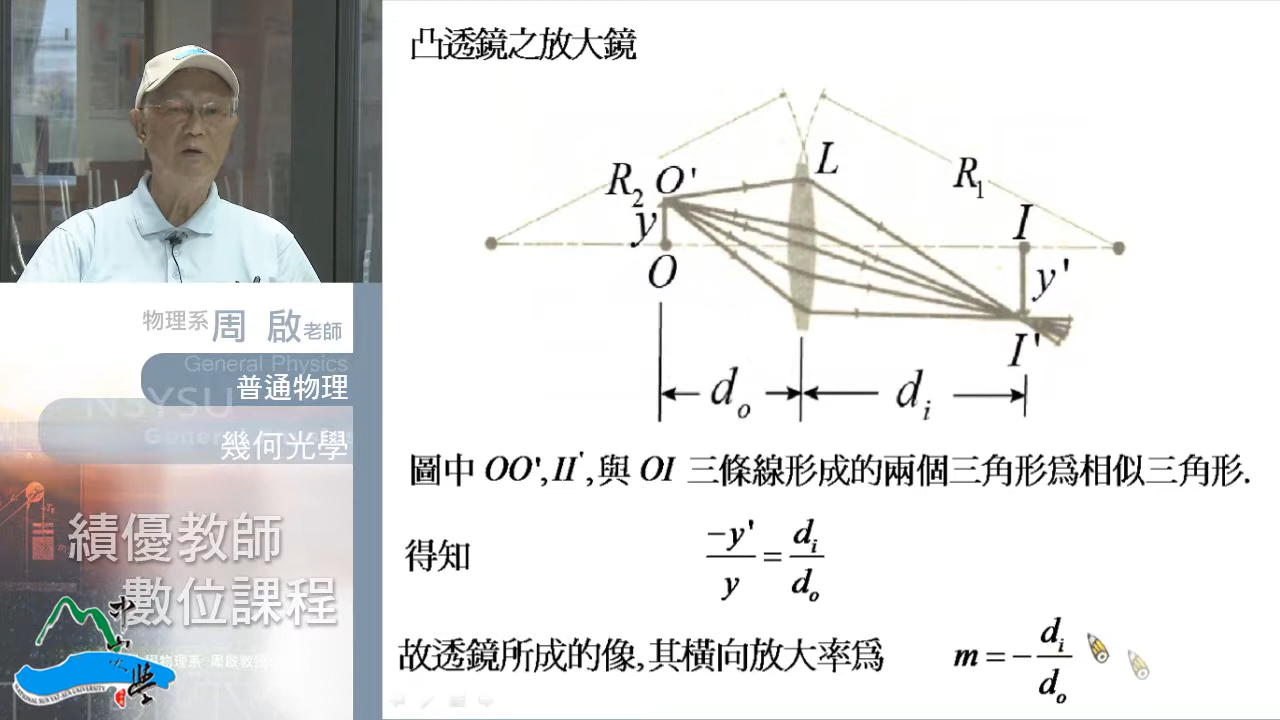 凸透鏡之放大鏡
L
R₂
O'
R₁
I
y
O
y'
I'
dₒ
dᵢ
圖中 OO', II', 與 OI 三條線形成的兩個三角形為相似三角形.
得知 -y'/y = dᵢ/dₒ
故透鏡所成的像, 其橫向放大率為 m = -dᵢ/dₒ
物理系 周 啟 老師
General Physics
普通物理
NSYSU
幾何光學
績優教師
數位課程